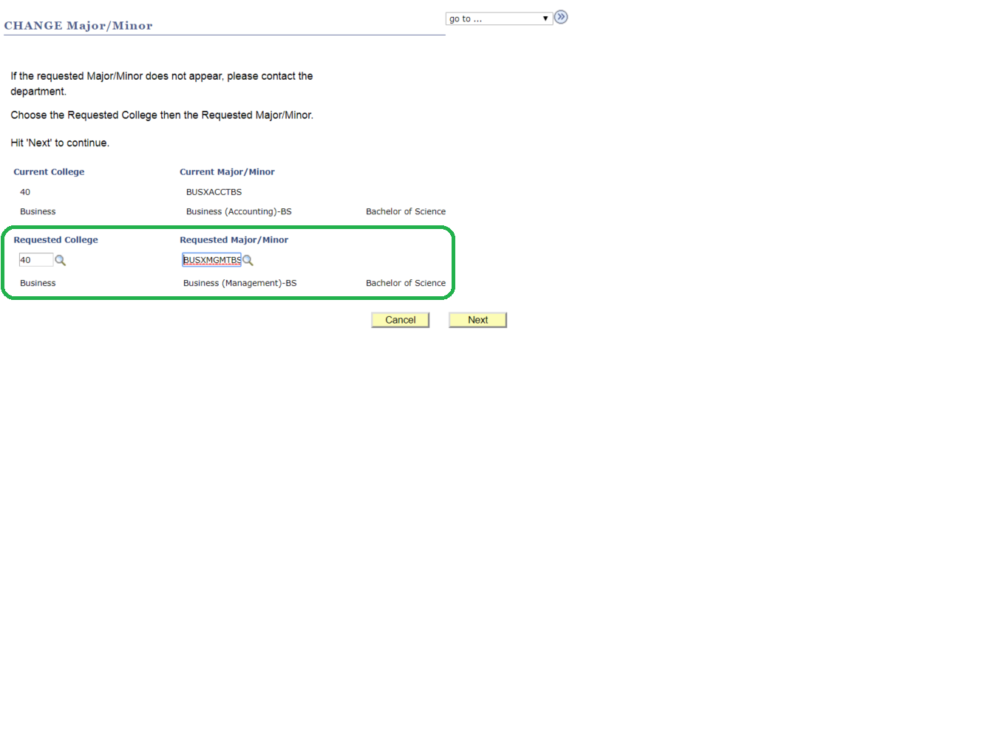 go to ...
CHANGE Major/Minor
If the requested Major/Minor does not appear, please contact the
department.
Choose the Requested College then the Requested Major/Minor.
Hit 'Next' to continue.
Current College Current Major/Minor
40 BUSXACCTBS
Business Business (Accounting)-BS Bachelor of Science
Requested College Requested Major/Minor
40 BUSXMGMTBS
Business Business (Management)-BS Bachelor of Science
Cancel Next